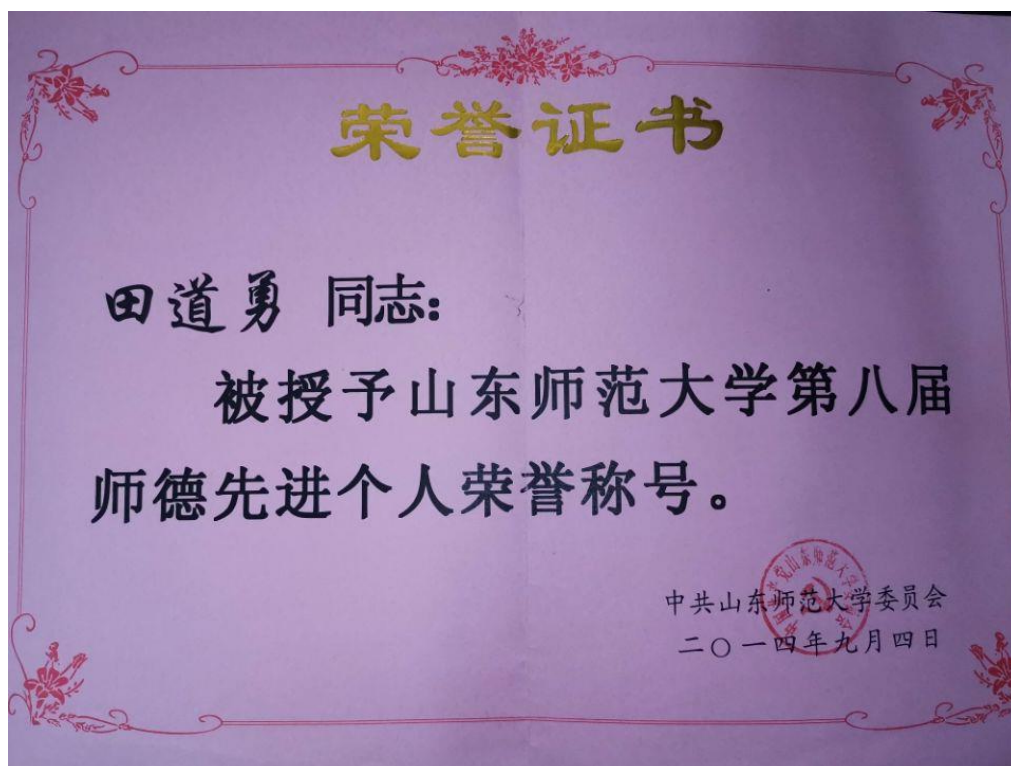 荣誉证书
田道勇 同志：
被授予山东师范大学第八届
师德先进个人荣誉称号。
中共山东师范大学委员会
二〇一四年九月四日